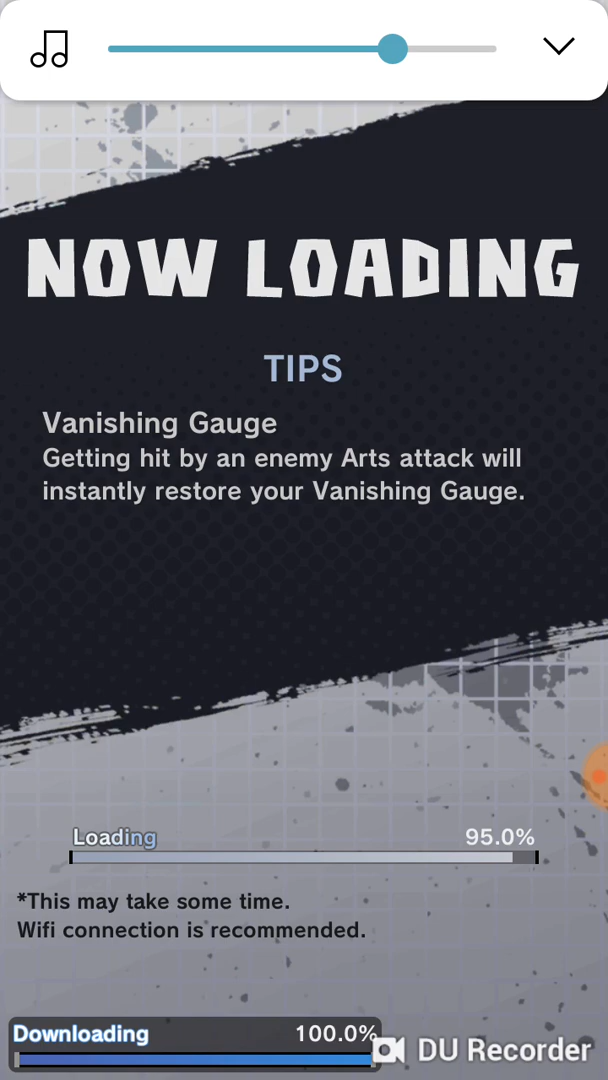 NOW LOADING
TIPS
Vanishing Gauge
Getting hit by an enemy Arts attack will
instantly restore your Vanishing Gauge.
Loading 95.0%
*This may take some time.
Wifi connection is recommended.
Downloading 100.0%
DU Recorder